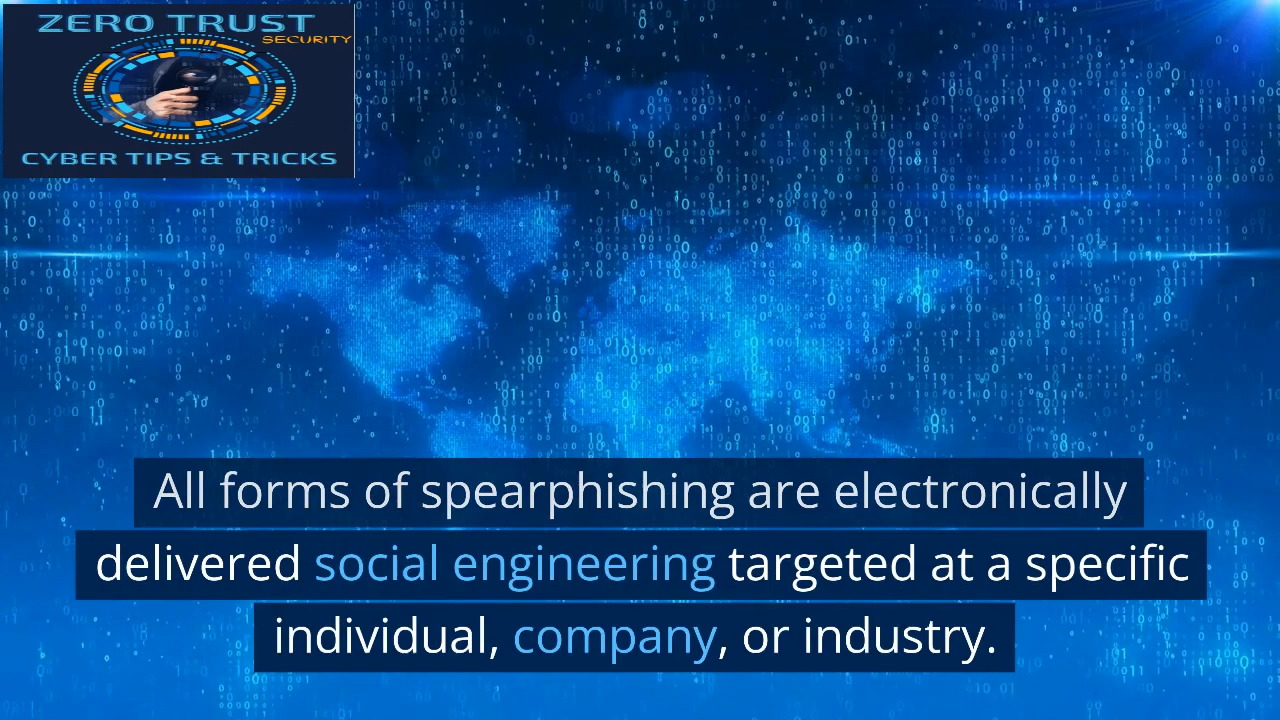 ZERO TRUST
SECURITY
CYBER TIPS & TRICKS
All forms of spearphishing are electronically
delivered social engineering targeted at a specific
individual, company, or industry.